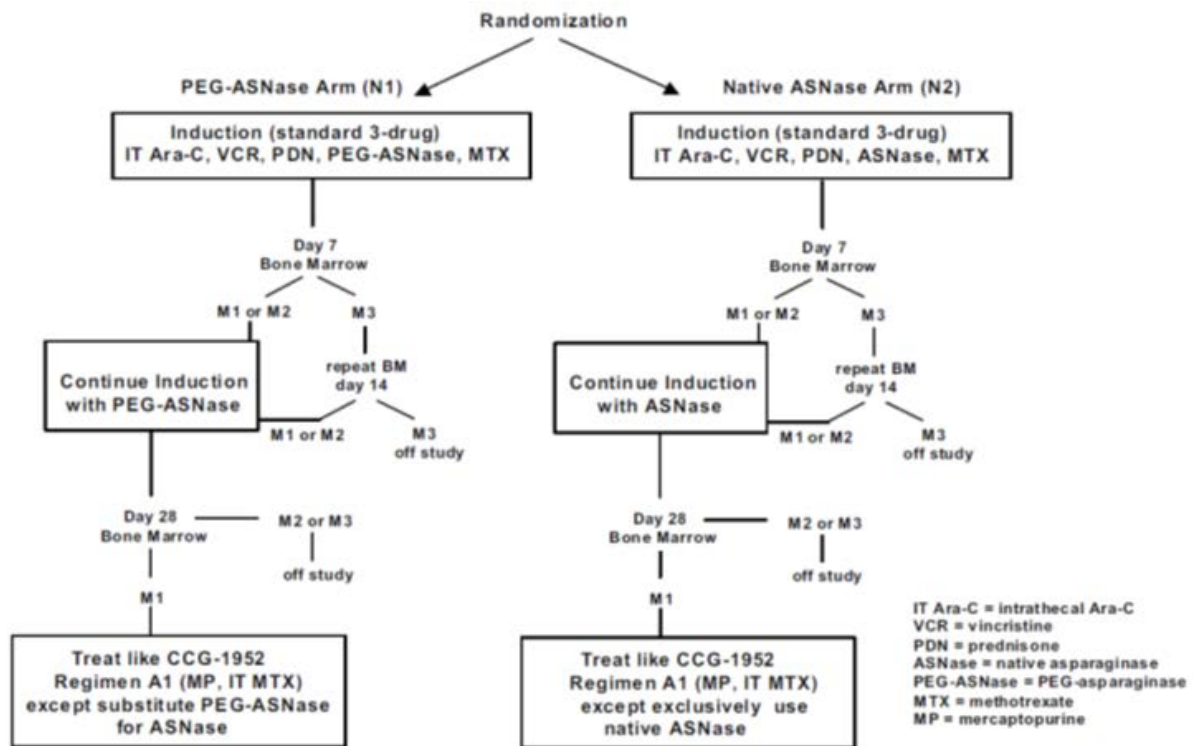 Randomization
PEG-ASNase Arm (N1)
Induction (standard 3-drug)
IT Ara-C, VCR, PDN, PEG-ASNase, MTX
Day 7
Bone Marrow
M1 or M2
M3
Continue Induction
with PEG-ASNase
repeat BM
day 14
M1 or M2
M3
off study
Day 28
Bone Marrow
M2 or M3
off study
M1
Treat like CCG-1952
Regimen A1 (MP, IT MTX)
except substitute PEG-ASNase
for ASNase
Native ASNase Arm (N2)
Induction (standard 3-drug)
IT Ara-C, VCR, PDN, ASNase, MTX
Day 7
Bone Marrow
M1 or M2
M3
Continue Induction
with ASNase
repeat BM
day 14
M1 or M2
M3
off study
Day 28
Bone Marrow
M2 or M3
off study
M1
Treat like CCG-1952
Regimen A1 (MP, IT MTX)
except exclusively use
native ASNase
IT Ara-C = intrathecal Ara-C
VCR = vincristine
PDN = prednisone
ASNase = native asparaginase
PEG-ASNase = PEG-asparaginase
MTX = methotrexate
MP = mercaptopurine